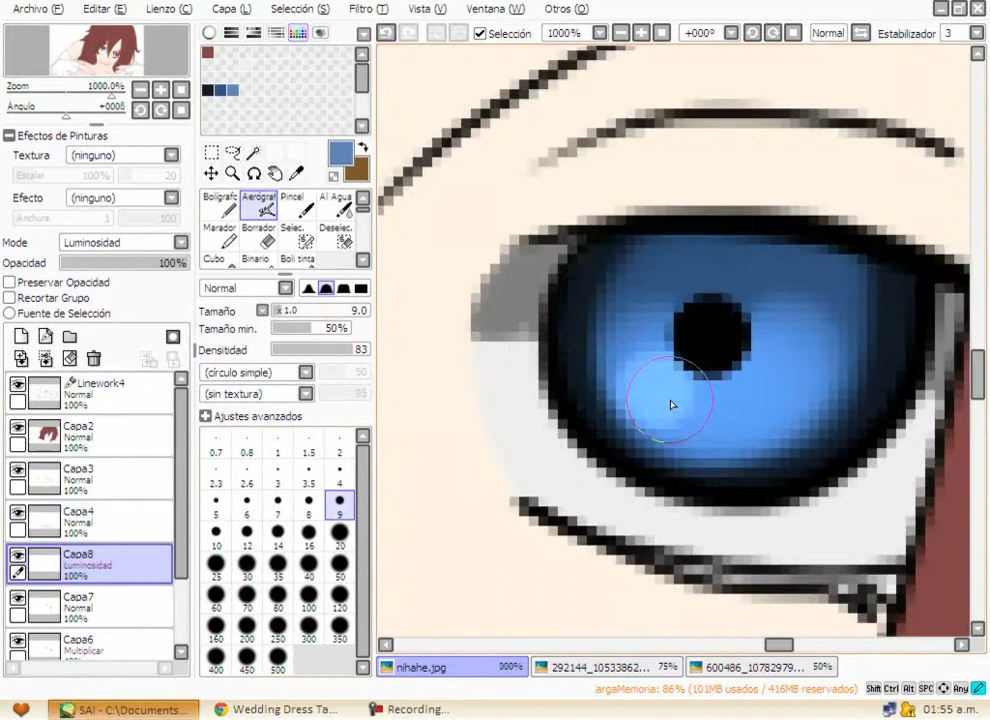 Archivo (F) Editar (E) Lienzo (C) Capa (L) Selección (S) Filtro (T) Vista (V) Ventana (W) Otros (O)
Selección 1000% +000º Normal Estabilizador 3
Zoom 1000.0%
Ángulo +000ß
Efectos de Pinturas
Textura (ninguno)
Escalar 100% 20
Efecto (ninguno)
Anchura 1 100
Mode Luminosidad
Opacidad 100%
Preservar Opacidad
Recortar Grupo
Fuente de Selección
Linework4
Normal
100%
Capa2
Normal
100%
Capa3
Normal
100%
Capa4
Normal
100%
Capa8
Luminosidad
100%
Capa7
Normal
100%
Capa6
Multiplicar
Bolígrafo Aerógraf Pincel Al Agua
Marador Borrador Selec. Deselec.
Cubo Binario Boli tinta
Normal
Tamaño x 1.0 9.0
Tamaño min. 50%
Densitidad 83
(círculo simple) 50
(sin textura) 95
Ajustes avanzados
0.7 0.8 1 1.5 2
2.3 2.6 3 3.5 4
5 6 7 8 9
10 12 14 16 20
25 30 35 40 50
60 70 80 100 120
160 200 250 300 350
400 450 500
nihahe.jpg 000% 292144_10533862... 75% 600486_10782979... 50%
argaMemoria: 86% (101MB usados / 416MB reservados) Shift Ctrl Alt SPC Any
SAI - C:\Documents... Wedding Dress Ta... Recording... 01:55 a.m.